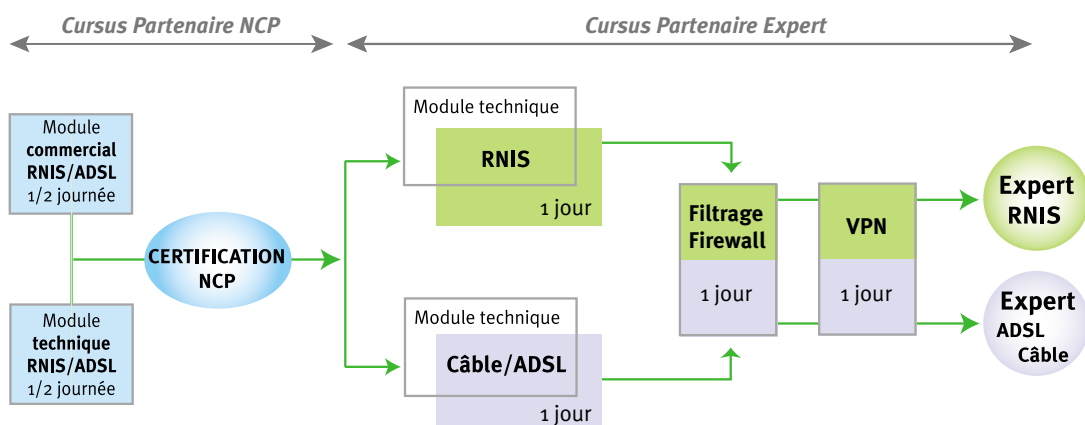 Cursus Partenaire NCP
Cursus Partenaire Expert
Module
commercial
RNIS/ADSL
1/2 journée
Module
technique
RNIS/ADSL
1/2 journée
CERTIFICATION
NCP
Module technique
RNIS
1 jour
Module technique
Câble/ADSL
1 jour
Filtrage
Firewall
1 jour
VPN
1 jour
Expert
RNIS
Expert
ADSL
Câble